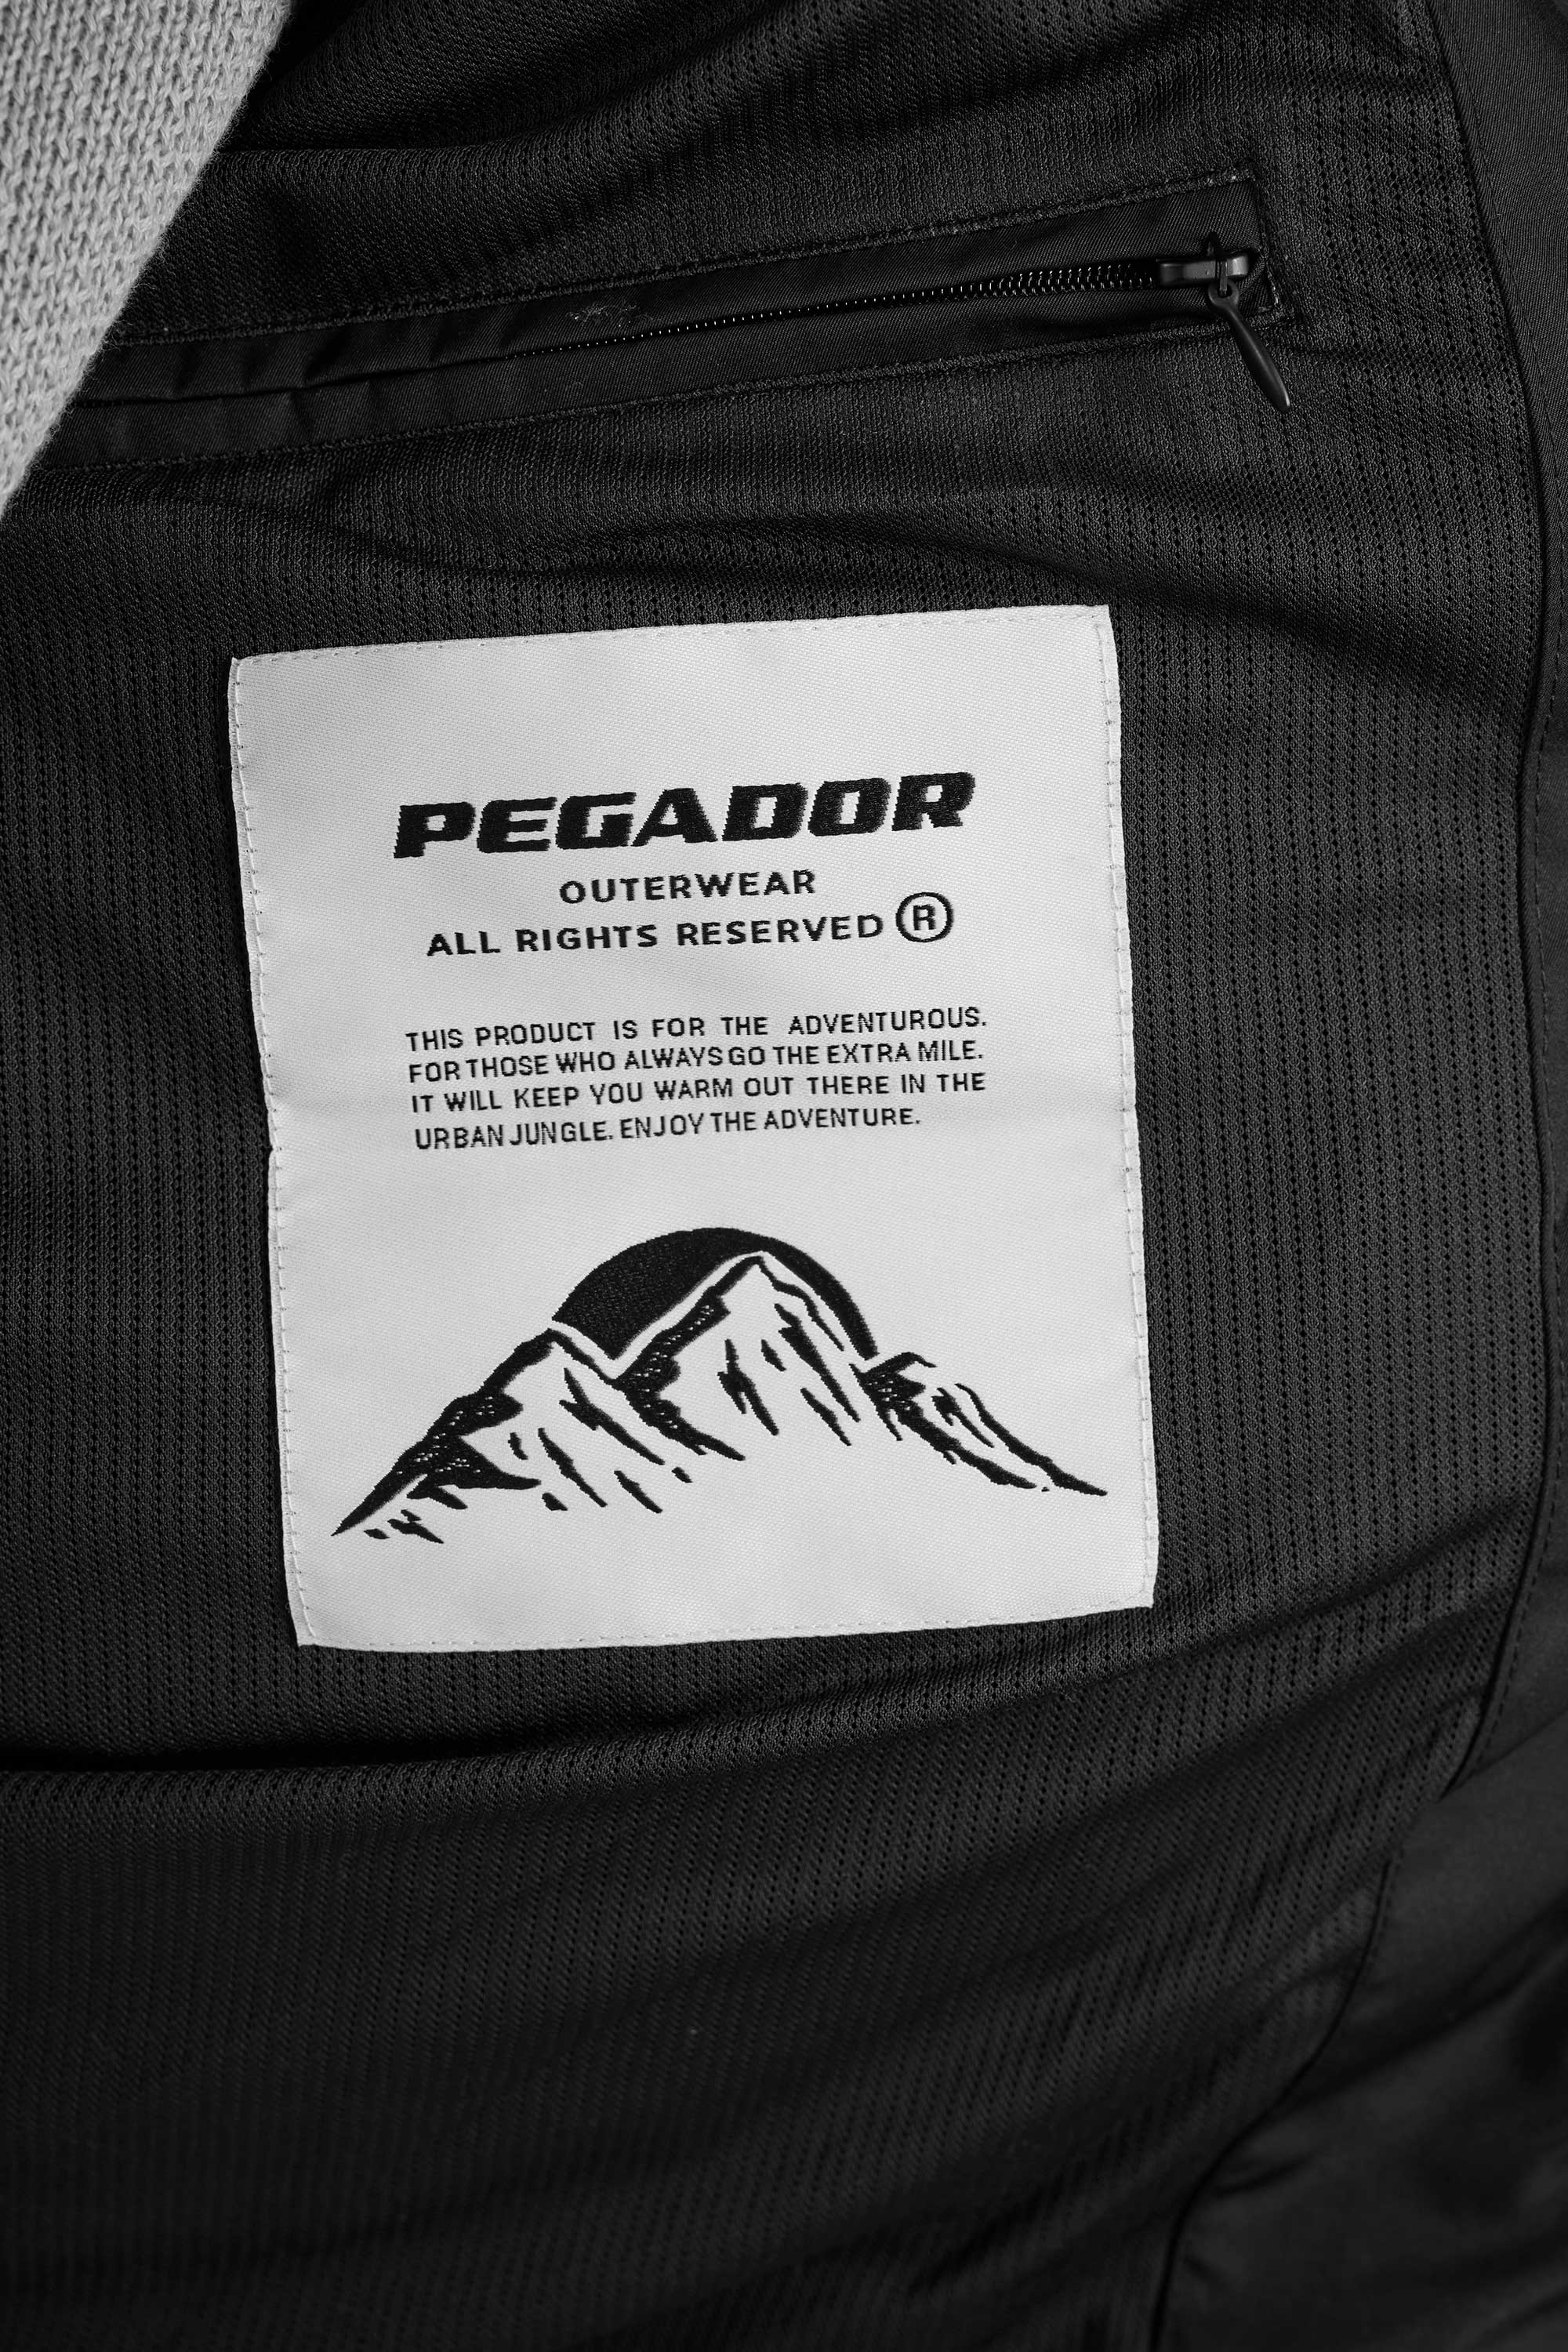 PEGADOR
OUTERWEAR
ALL RIGHTS RESERVED ®
THIS PRODUCT IS FOR THE ADVENTUROUS.
FOR THOSE WHO ALWAYS GO THE EXTRA MILE.
IT WILL KEEP YOU WARM OUT THERE IN THE
URBAN JUNGLE. ENJOY THE ADVENTURE.